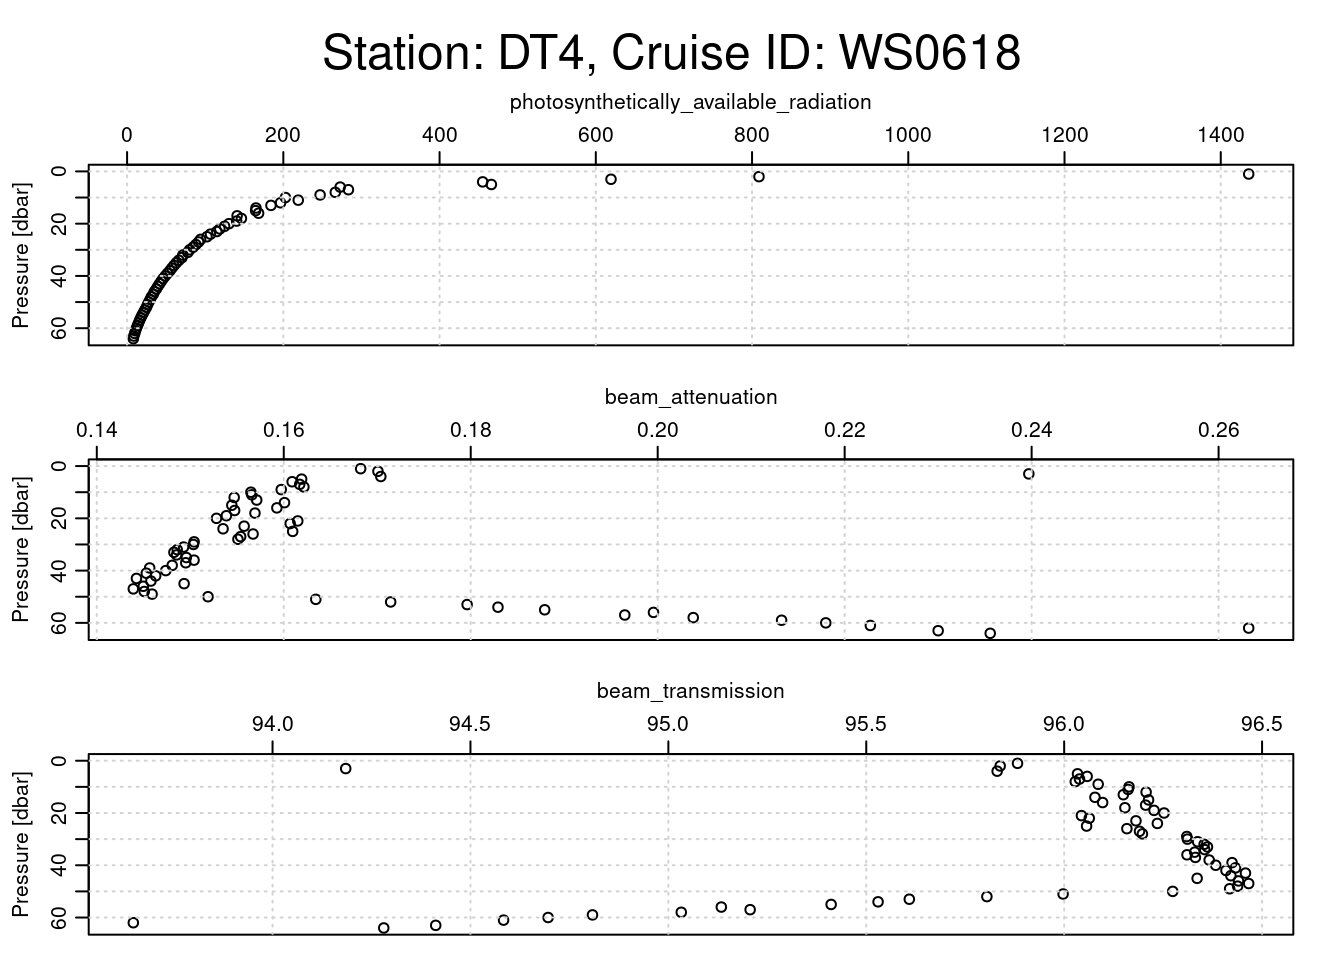 Station: DT4, Cruise ID: WS0618
photosynthetically_available_radiation
0 200 400 600 800 1000 1200 1400
Pressure [dbar]
0
20
40
60
beam_attenuation
0.14 0.16 0.18 0.20 0.22 0.24 0.26
Pressure [dbar]
0
20
40
60
beam_transmission
94.0 94.5 95.0 95.5 96.0 96.5
Pressure [dbar]
0
20
40
60